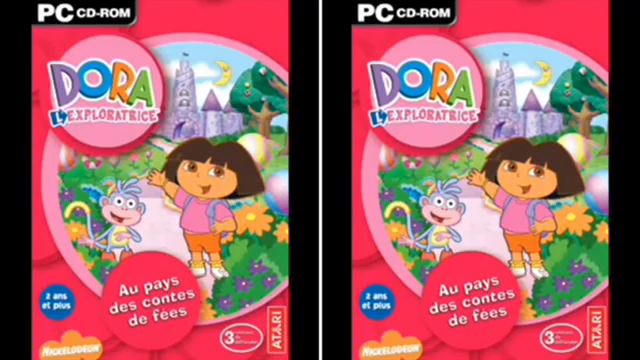 PC CD-ROM
DORA
L'EXPLORATRICE
Au pays
des contes
de fées
2 ans
et plus
3+
NICKELODEON
ATARI
PC CD-ROM
DORA
L'EXPLORATRICE
Au pays
des contes
de fées
2 ans
et plus
3+
NICKELODEON
ATARI